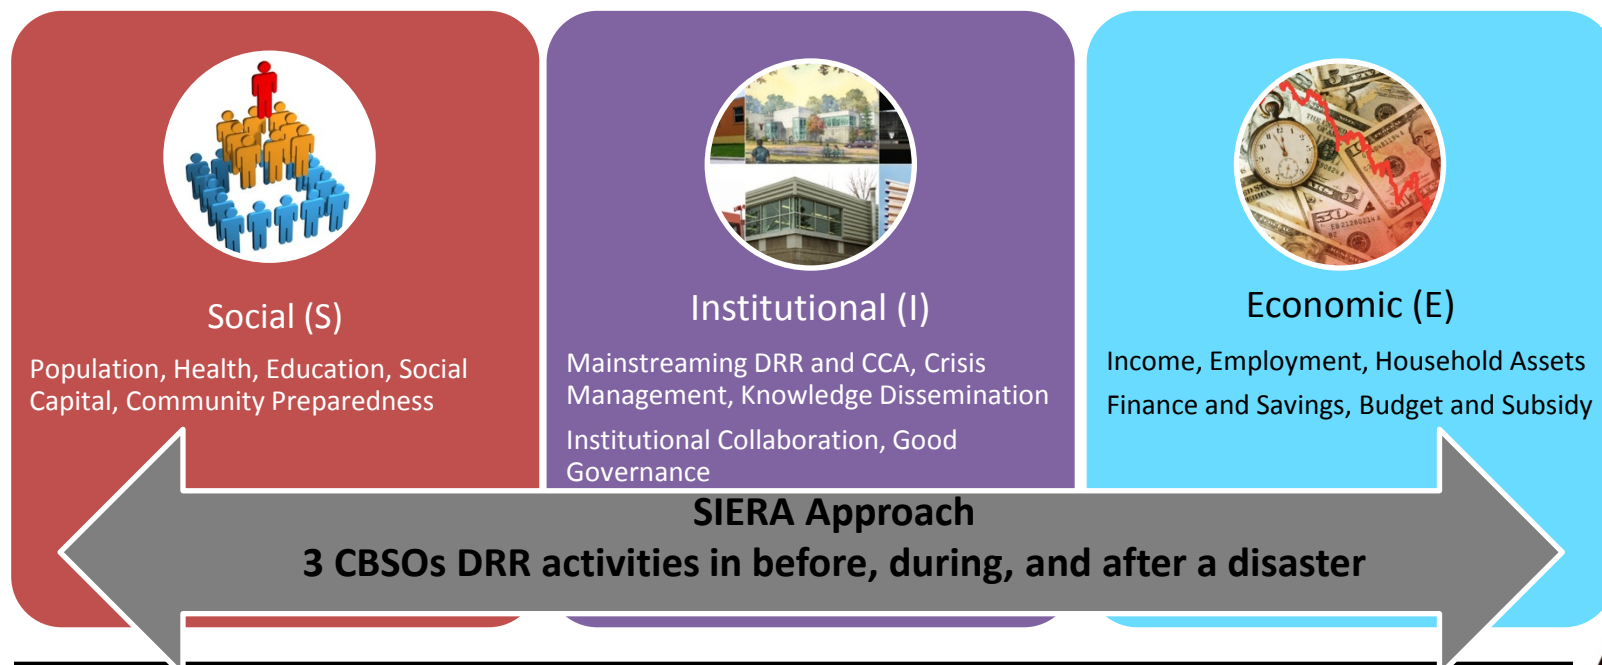 Social (S)
Population, Health, Education, Social
Capital, Community Preparedness
Institutional (I)
Mainstreaming DRR and CCA, Crisis
Management, Knowledge Dissemination
Institutional Collaboration, Good
Governance
Economic (E)
Income, Employment, Household Assets
Finance and Savings, Budget and Subsidy
SIERA Approach
3 CBSOs DRR activities in before, during, and after a disaster